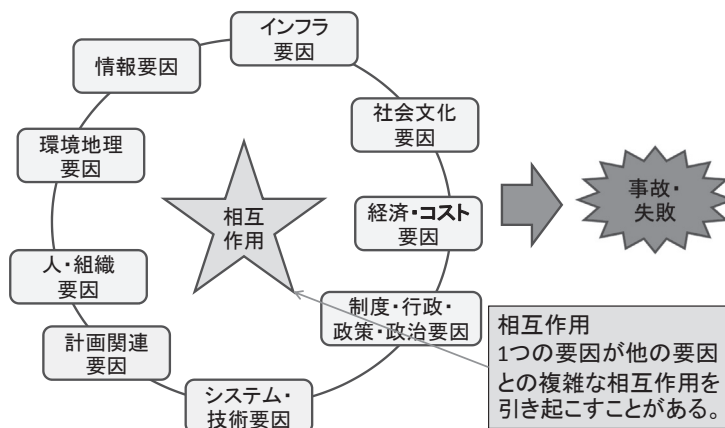 インフラ
要因
情報要因
社会文化
要因
環境地理
要因
相互
作用
経済・コスト
要因
事故・
失敗
人・組織
要因
制度・行政・
政策・政治要因
計画関連
要因
システム・
技術要因
相互作用
1つの要因が他の要因
との複雑な相互作用を
引き起こすことがある。